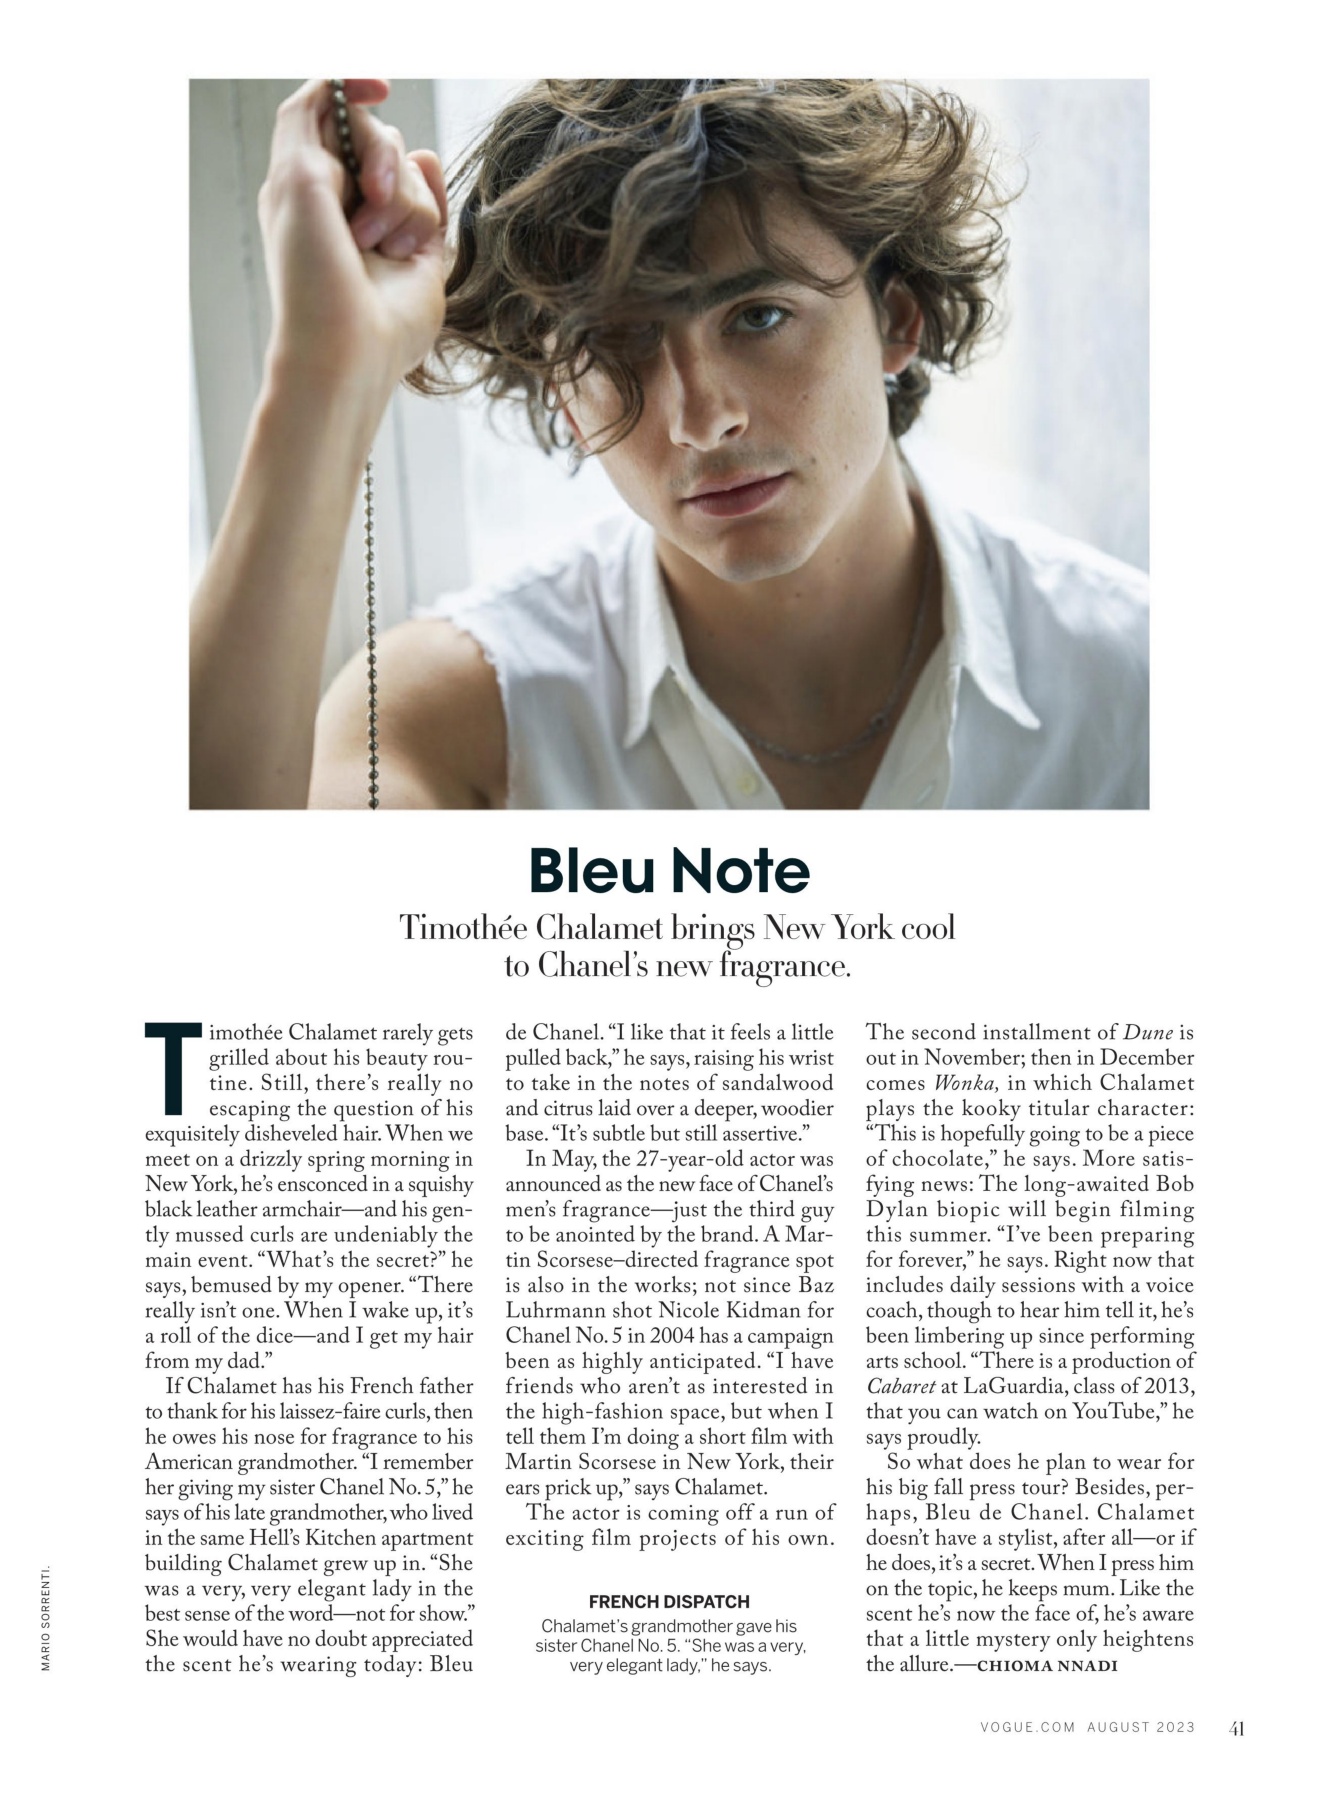 Bleu Note
Timothée Chalamet brings New York cool
to Chanel’s new fragrance.
Timothée Chalamet rarely gets
grilled about his beauty rou-
tine. Still, there’s really no
escaping the question of his
exquisitely disheveled hair. When we
meet on a drizzly spring morning in
New York, he’s ensconced in a squishy
black leather armchair—and his gen-
tly mussed curls are undeniably the
main event. “What’s the secret?” he
says, bemused by my opener. “There
really isn’t one. When I wake up, it’s
a roll of the dice—and I get my hair
from my dad.”
If Chalamet has his French father
to thank for his laissez-faire curls, then
he owes his nose for fragrance to his
American grandmother. “I remember
her giving my sister Chanel No. 5,” he
says of his late grandmother, who lived
in the same Hell’s Kitchen apartment
building Chalamet grew up in. “She
was a very, very elegant lady in the
best sense of the word—not for show.”
She would have no doubt appreciated
the scent he’s wearing today: Bleu
de Chanel. “I like that it feels a little
pulled back,” he says, raising his wrist
to take in the notes of sandalwood
and citrus laid over a deeper, woodier
base. “It’s subtle but still assertive.”
In May, the 27-year-old actor was
announced as the new face of Chanel’s
men’s fragrance—just the third guy
to be anointed by the brand. A Mar-
tin Scorsese–directed fragrance spot
is also in the works; not since Baz
Luhrmann shot Nicole Kidman for
Chanel No. 5 in 2004 has a campaign
been as highly anticipated. “I have
friends who aren’t as interested in
the high-fashion space, but when I
tell them I’m doing a short film with
Martin Scorsese in New York, their
ears prick up,” says Chalamet.
The actor is coming off a run of
exciting film projects of his own.
The second installment of Dune is
out in November; then in December
comes Wonka, in which Chalamet
plays the kooky titular character:
“This is hopefully going to be a piece
of chocolate,” he says. More satis-
fying news: The long-awaited Bob
Dylan biopic will begin filming
this summer. “I’ve been preparing
for forever,” he says. Right now that
includes daily sessions with a voice
coach, though to hear him tell it, he’s
been limbering up since performing
arts school. “There is a production of
Cabaret at LaGuardia, class of 2013,
that you can watch on YouTube,” he
says proudly.
So what does he plan to wear for
his big fall press tour? Besides, per-
haps, Bleu de Chanel. Chalamet
doesn’t have a stylist, after all—or if
he does, it’s a secret. When I press him
on the topic, he keeps mum. Like the
scent he’s now the face of, he’s aware
that a little mystery only heightens
the allure.—CHIOMA NNADI
FRENCH DISPATCH
Chalamet’s grandmother gave his
sister Chanel No. 5. “She was a very,
very elegant lady,” he says.
MARIO SORRENTI.
VOGUE.COM AUGUST 2023 41